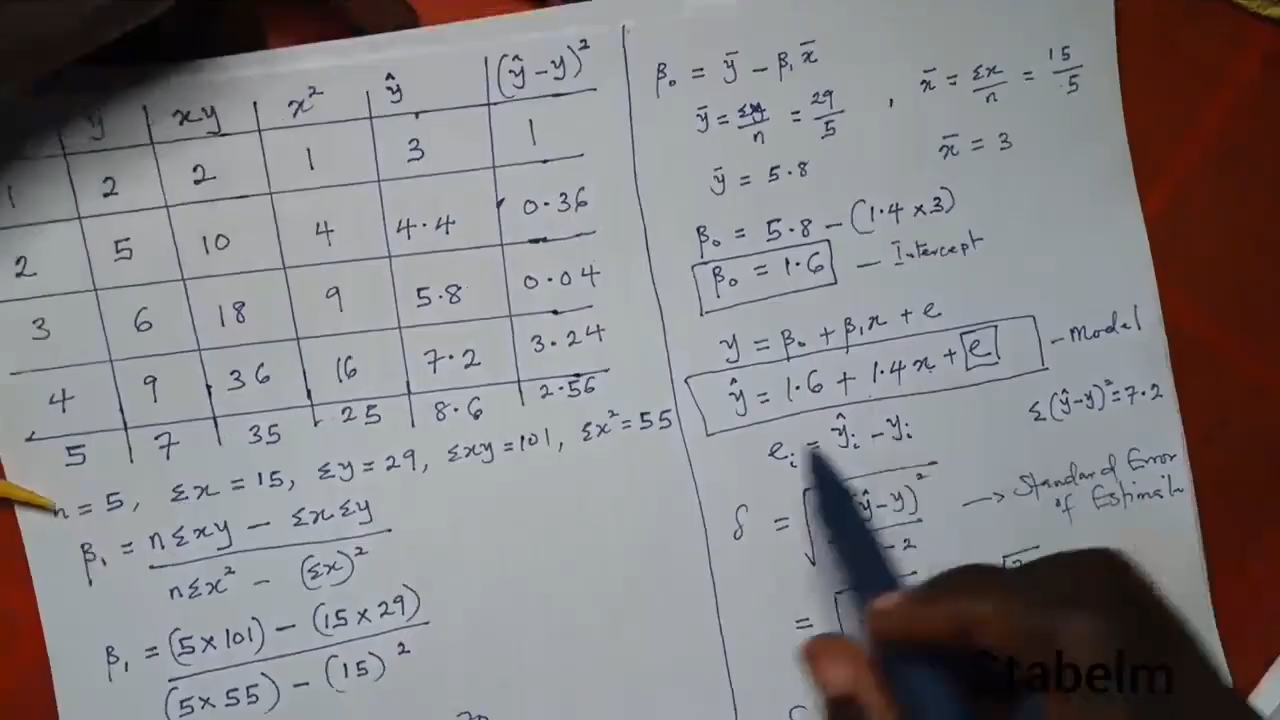 y xy x² ŷ (ŷ-y)²
1 2 2 1 3 1
2 5 10 4 4.4 0.36
3 6 18 9 5.8 0.04
4 9 36 16 7.2 3.24
5 7 35 25 8.6 2.56
n = 5, Σx = 15, Σy = 29, Σxy = 101, Σx² = 55
β₁ = nΣxy - ΣxΣy
nΣx² - (Σx)²
β₁ = (5×101) - (15×29)
(5×55) - (15)²
β₀ = ȳ - β₁x̄
ȳ = Σy/n = 29/5 , x̄ = Σx/n = 15/5
ȳ = 5.8
x̄ = 3
β₀ = 5.8 - (1.4×3)
β₀ = 1.6 - Intercept
y = β₀ + β₁x + e
ŷ = 1.6 + 1.4x + e - Model
eᵢ = ŷᵢ - yᵢ
Σ(ŷ-y)² = 7.2
δ = √ ŷ-y)² - 2 → Standard Error
of Estimate
= √
Stabelm